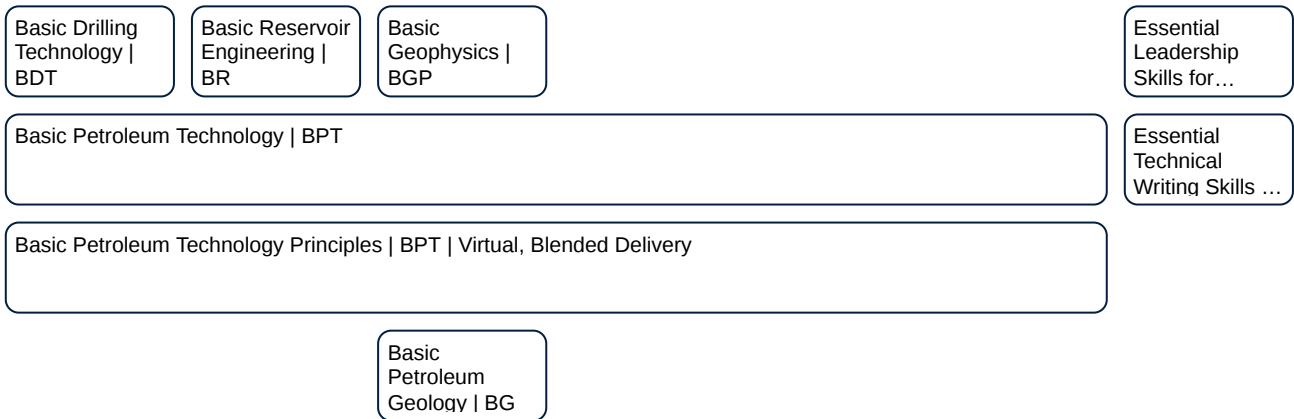 Basic Drilling
Technology |
BDT
Basic Reservoir
Engineering |
BR
Basic
Geophysics |
BGP
Essential
Leadership
Skills for…
Basic Petroleum Technology | BPT
Essential
Technical
Writing Skills …
Basic Petroleum Technology Principles | BPT | Virtual, Blended Delivery
Basic
Petroleum
Geology | BG